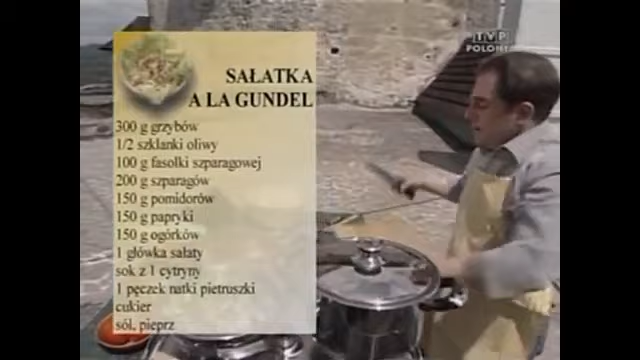 TVP
POLONIA
SAŁATKA
A LA GUNDEL
300 g grzybów
1/2 szklanki oliwy
100 g fasolki szparagowej
200 g szparagów
150 g pomidorów
150 g papryki
150 g ogórków
1 główka sałaty
sok z 1 cytryny
1 pęczek natki pietruszki
cukier
sól, pieprz